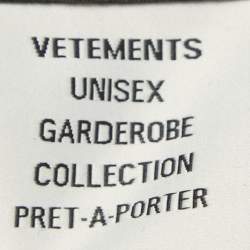 VETEMENTS
UNISEX
GARDEROBE
COLLECTION
PRET-A-PORTER